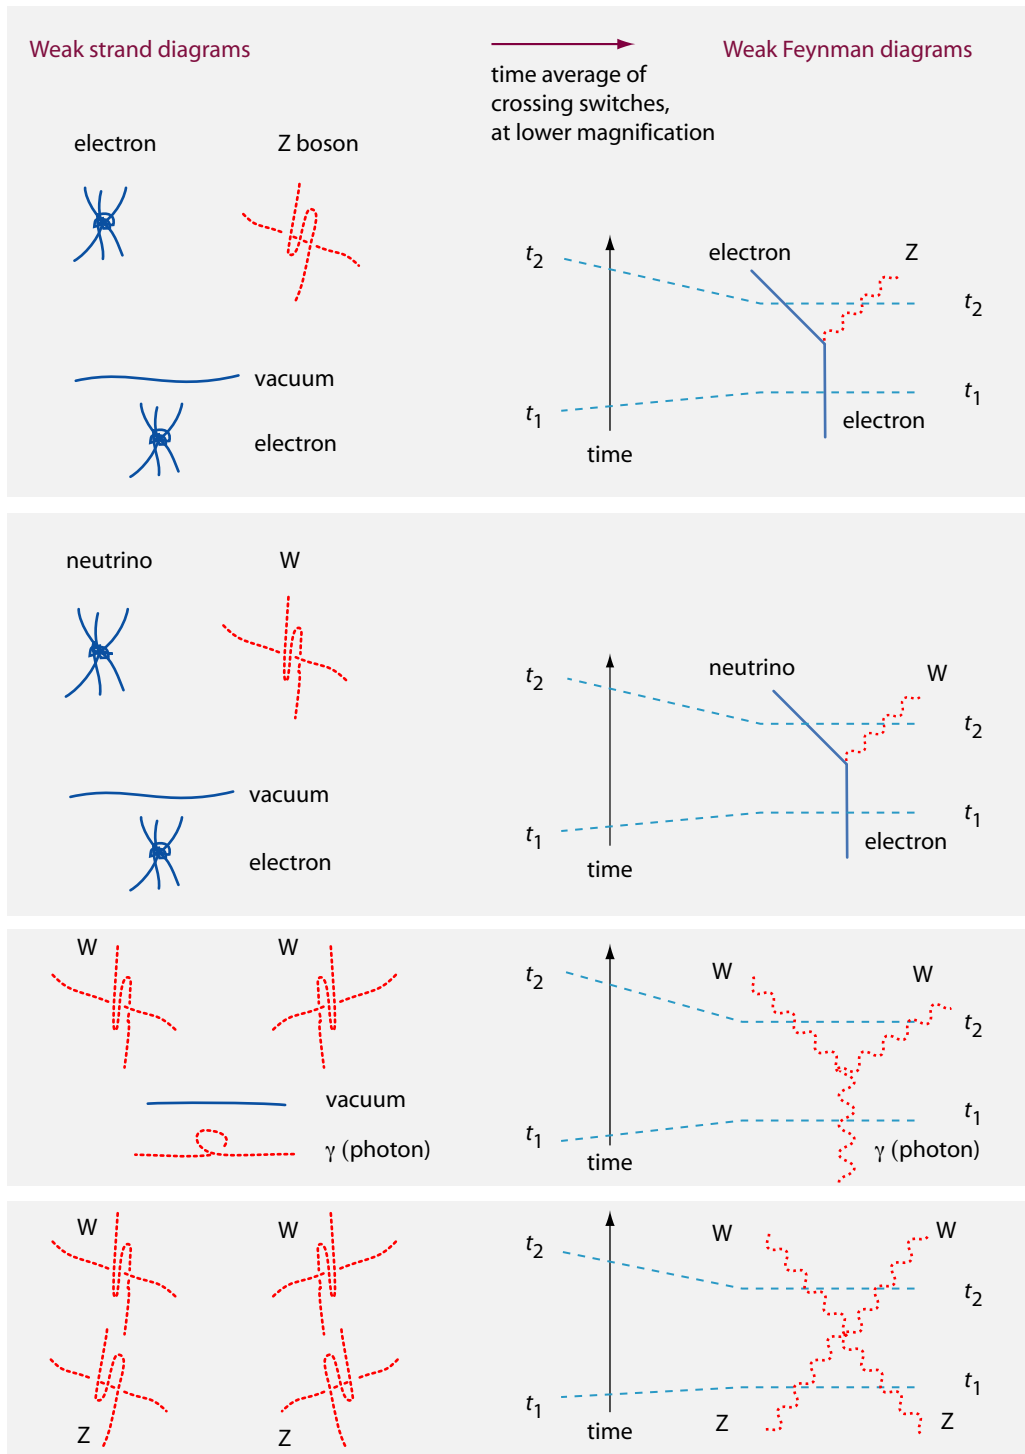 Weak strand diagrams
Weak Feynman diagrams
time average of
crossing switches,
at lower magnification
electron
Z boson
t2
electron
Z
t2
vacuum
t1
t1
electron
electron
time
neutrino
W
neutrino
W
t2
t2
vacuum
t1
t1
electron
electron
time
W
W
t2
W
W
t2
vacuum
t1
t1
γ (photon)
time
γ (photon)
W
W
t2
W
W
t2
t1
t1
Z
Z
time
Z
Z